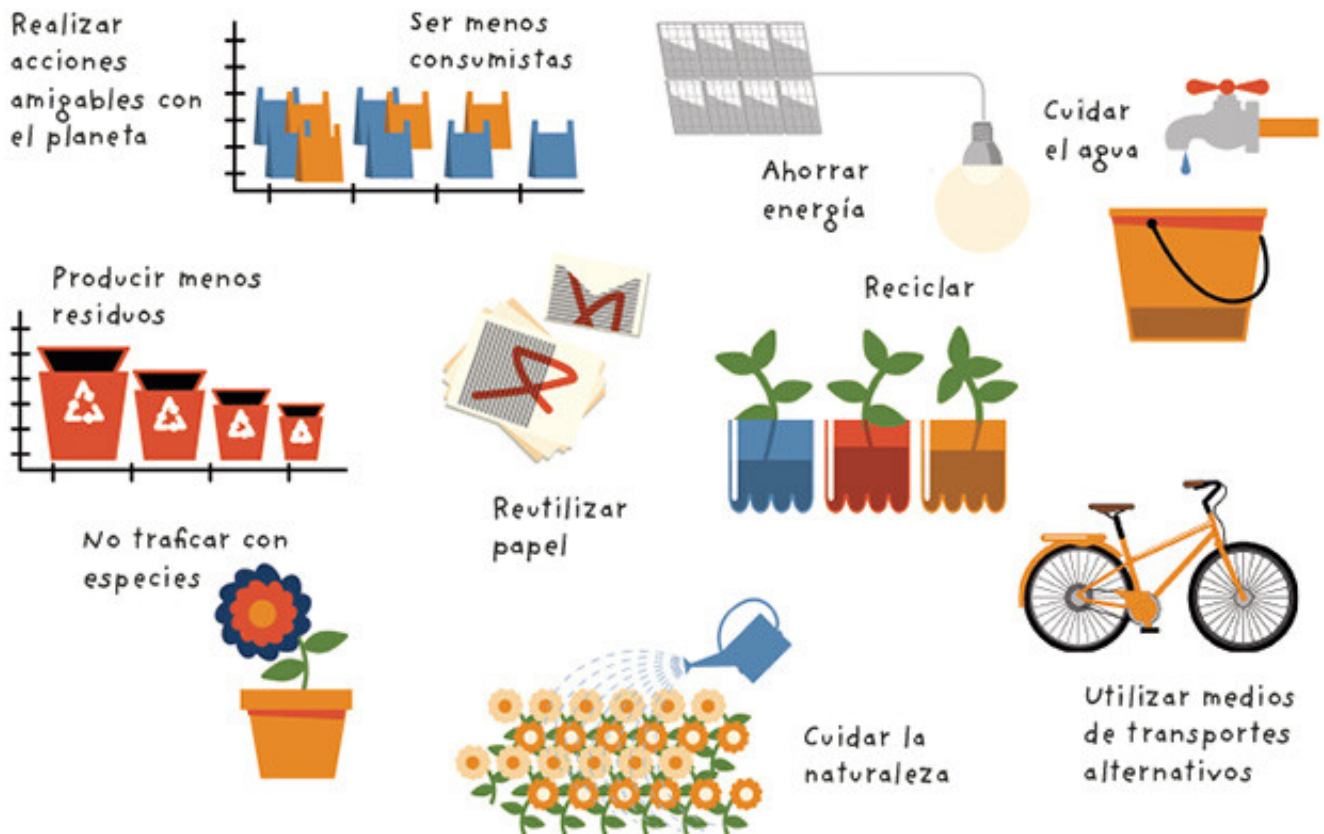 Realizar
acciones
amigables con
el planeta
Ser menos
consumistas
Ahorrar
energía
Cuidar
el agua
Producir menos
residuos
Reutilizar
papel
Reciclar
No traficar con
especies
Cuidar la
naturaleza
Utilizar medios
de transportes
alternativos